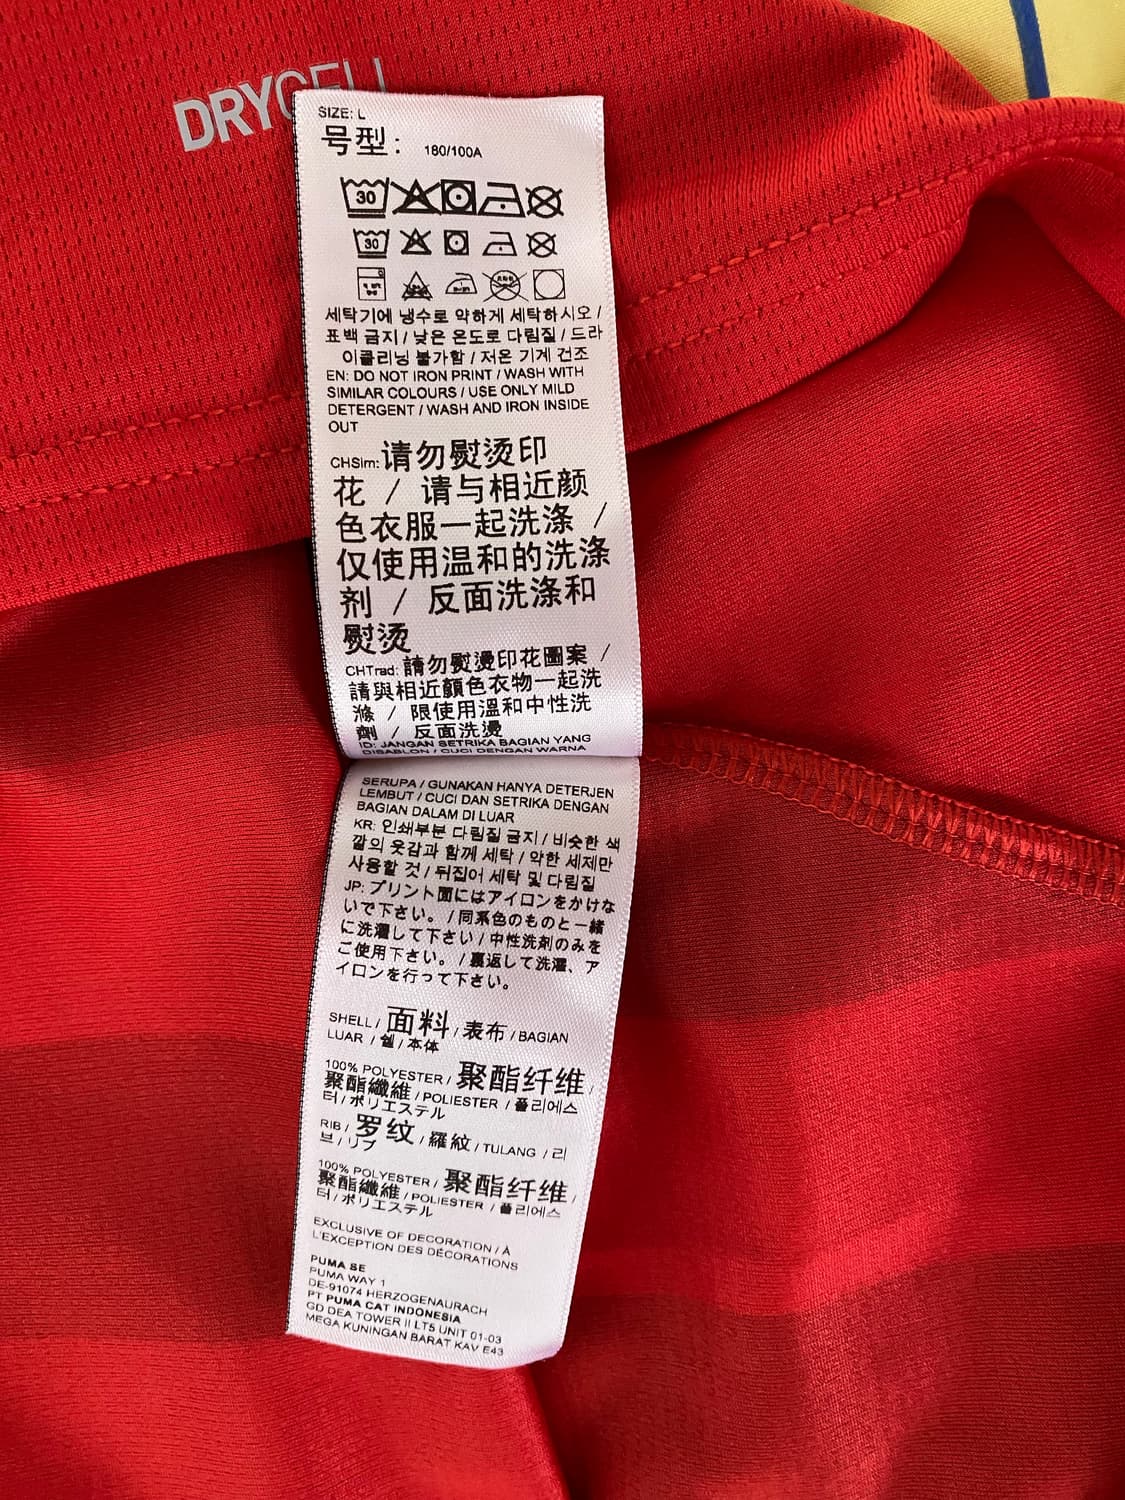 DRYCELL
SIZE: L
号型: 180/100A
30
30
세탁기에 냉수로 약하게 세탁하시오 /
표백 금지 / 낮은 온도로 다림질 / 드라
이클리닝 불가함 / 저온 기계 건조
EN: DO NOT IRON PRINT / WASH WITH
SIMILAR COLOURS / USE ONLY MILD
DETERGENT / WASH AND IRON INSIDE
OUT
CHSim: 请勿熨烫印
花 / 请与相近颜
色衣服一起洗涤 /
仅使用温和的洗涤
剂 / 反面洗涤和
熨烫
CHTrad: 請勿熨燙印花圖案 /
請與相近顏色衣物一起洗
滌 / 限使用溫和中性洗
劑 / 反面洗燙
ID: JANGAN SETRIKA BAGIAN YANG
DISABLON / CUCI DENGAN WARNA
SERUPA / GUNAKAN HANYA DETERJEN
LEMBUT / CUCI DAN SETRIKA DENGAN
BAGIAN DALAM DI LUAR
KR: 인쇄부분 다림질 금지 / 비슷한 색
깔의 옷감과 함께 세탁 / 약한 세제만
사용할 것 / 뒤집어 세탁 및 다림질
JP: プリント面にはアイロンをかけな
いで下さい。 / 同系色のものと一緒
に洗濯して下さい / 中性洗剤のみを
ご使用下さい。 / 裏返して洗濯、ア
イロンを行って下さい。
SHELL / 面料 / 表布 / BAGIAN
LUAR / 쉘 / 本体
100% POLYESTER / 聚酯纤维 /
聚酯纖維 / POLIESTER / 폴리에스
터 / ポリエステル
RIB / 罗纹 / 羅紋 / TULANG / 리
브 / リブ
100% POLYESTER / 聚酯纤维 /
聚酯纖維 / POLIESTER / 폴리에스
터 / ポリエステル
EXCLUSIVE OF DECORATION / À
L'EXCEPTION DES DÉCORATIONS
PUMA SE
PUMA WAY 1
DE-91074 HERZOGENAURACH
PT PUMA CAT INDONESIA
GD DEA TOWER II LT5 UNIT 01-03
MEGA KUNINGAN BARAT KAV E43